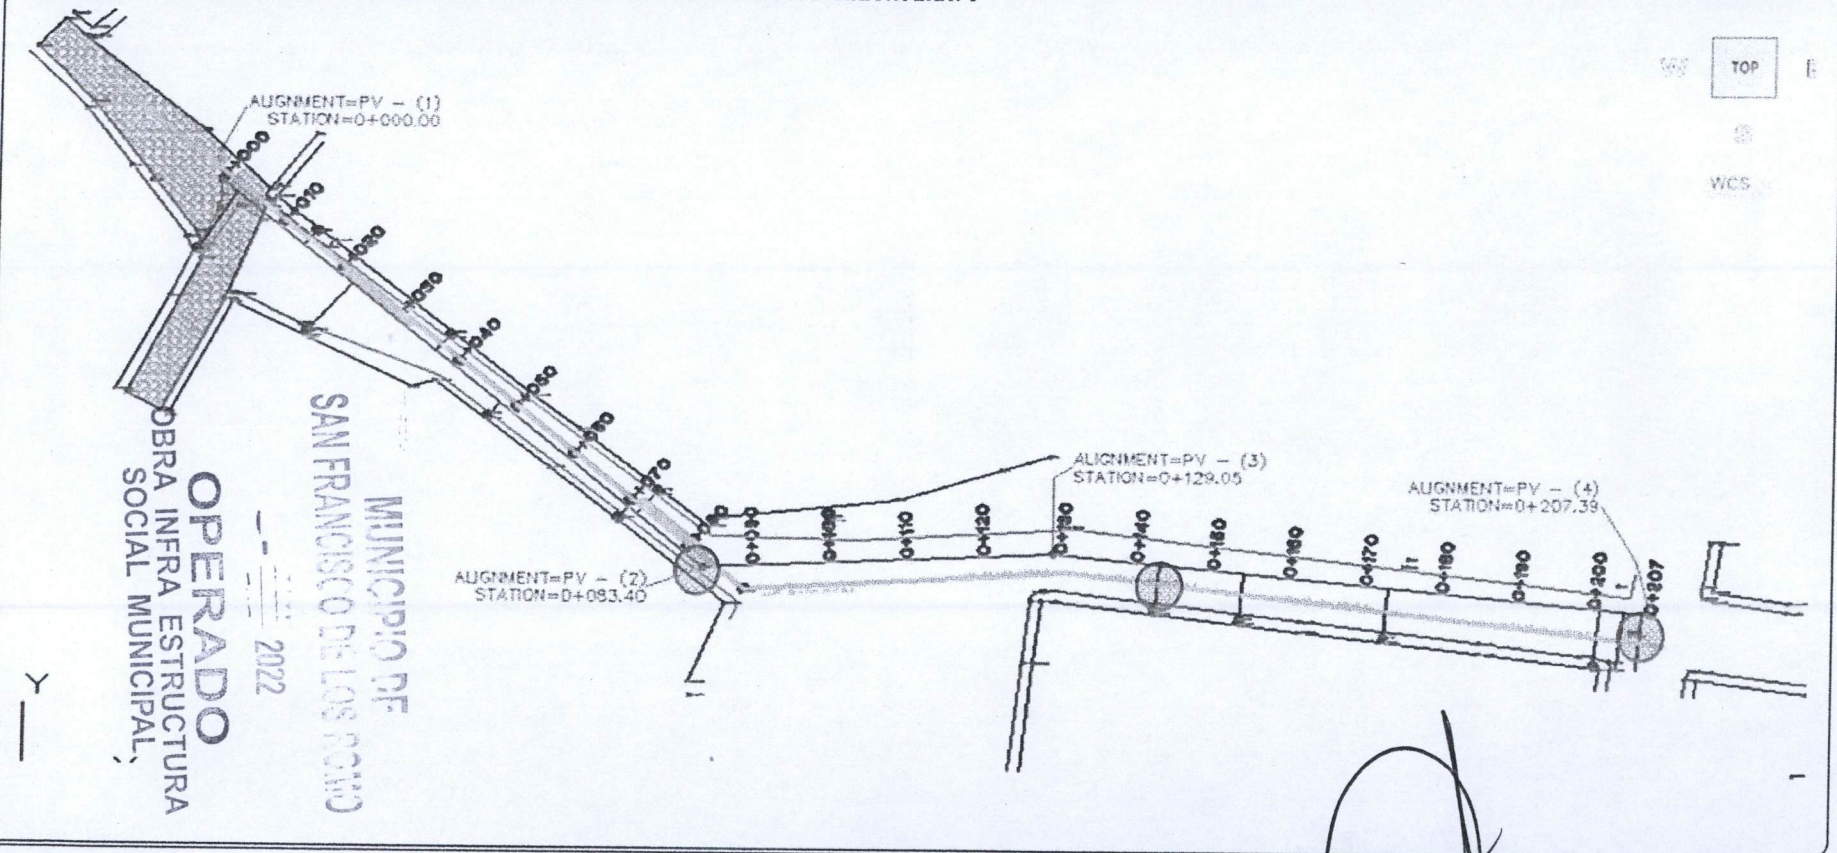 W
TOP
E
S
WCS
ALIGNMENT=PV - (1)
STATION=0+000.00
ALIGNMENT=PV - (2)
STATION=0+083.40
ALIGNMENT=PV - (3)
STATION=0+129.05
ALIGNMENT=PV - (4)
STATION=0+207.39
0+110
0+120
0+130
0+140
0+150
0+160
0+170
0+180
0+190
0+200
0+207
MUNICIPIO DE
SAN FRANCISCO DE LOS ROMO
2022
OPERADO
OBRA INFRA ESTRUCTURA
SOCIAL MUNICIPAL,
Y